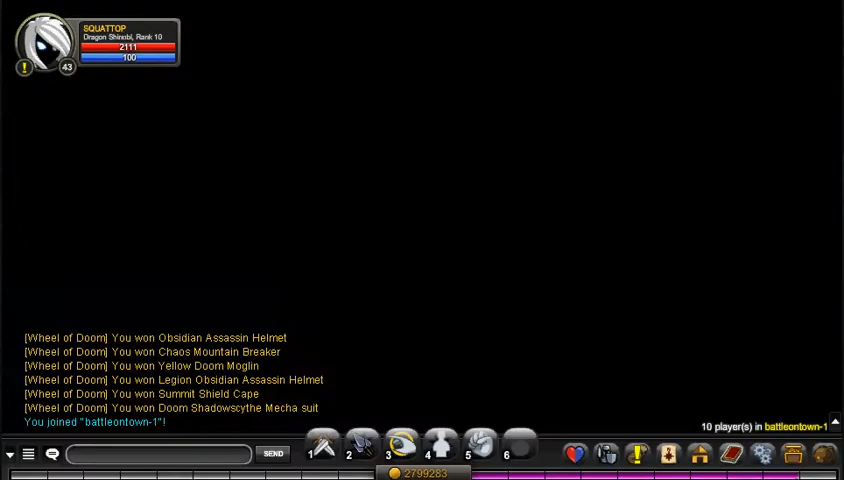 SQUATTOP
Dragon Shinobi, Rank 10
2111
100
43
[Wheel of Doom] You won Obsidian Assassin Helmet
[Wheel of Doom] You won Chaos Mountain Breaker
[Wheel of Doom] You won Yellow Doom Moglin
[Wheel of Doom] You won Legion Obsidian Assassin Helmet
[Wheel of Doom] You won Summit Shield Cape
[Wheel of Doom] You won Doom Shadowscythe Mecha suit
You joined "battleontown-1"!
10 player(s) in battleontown-1
SEND
1 2 3 4 5 6
2799283